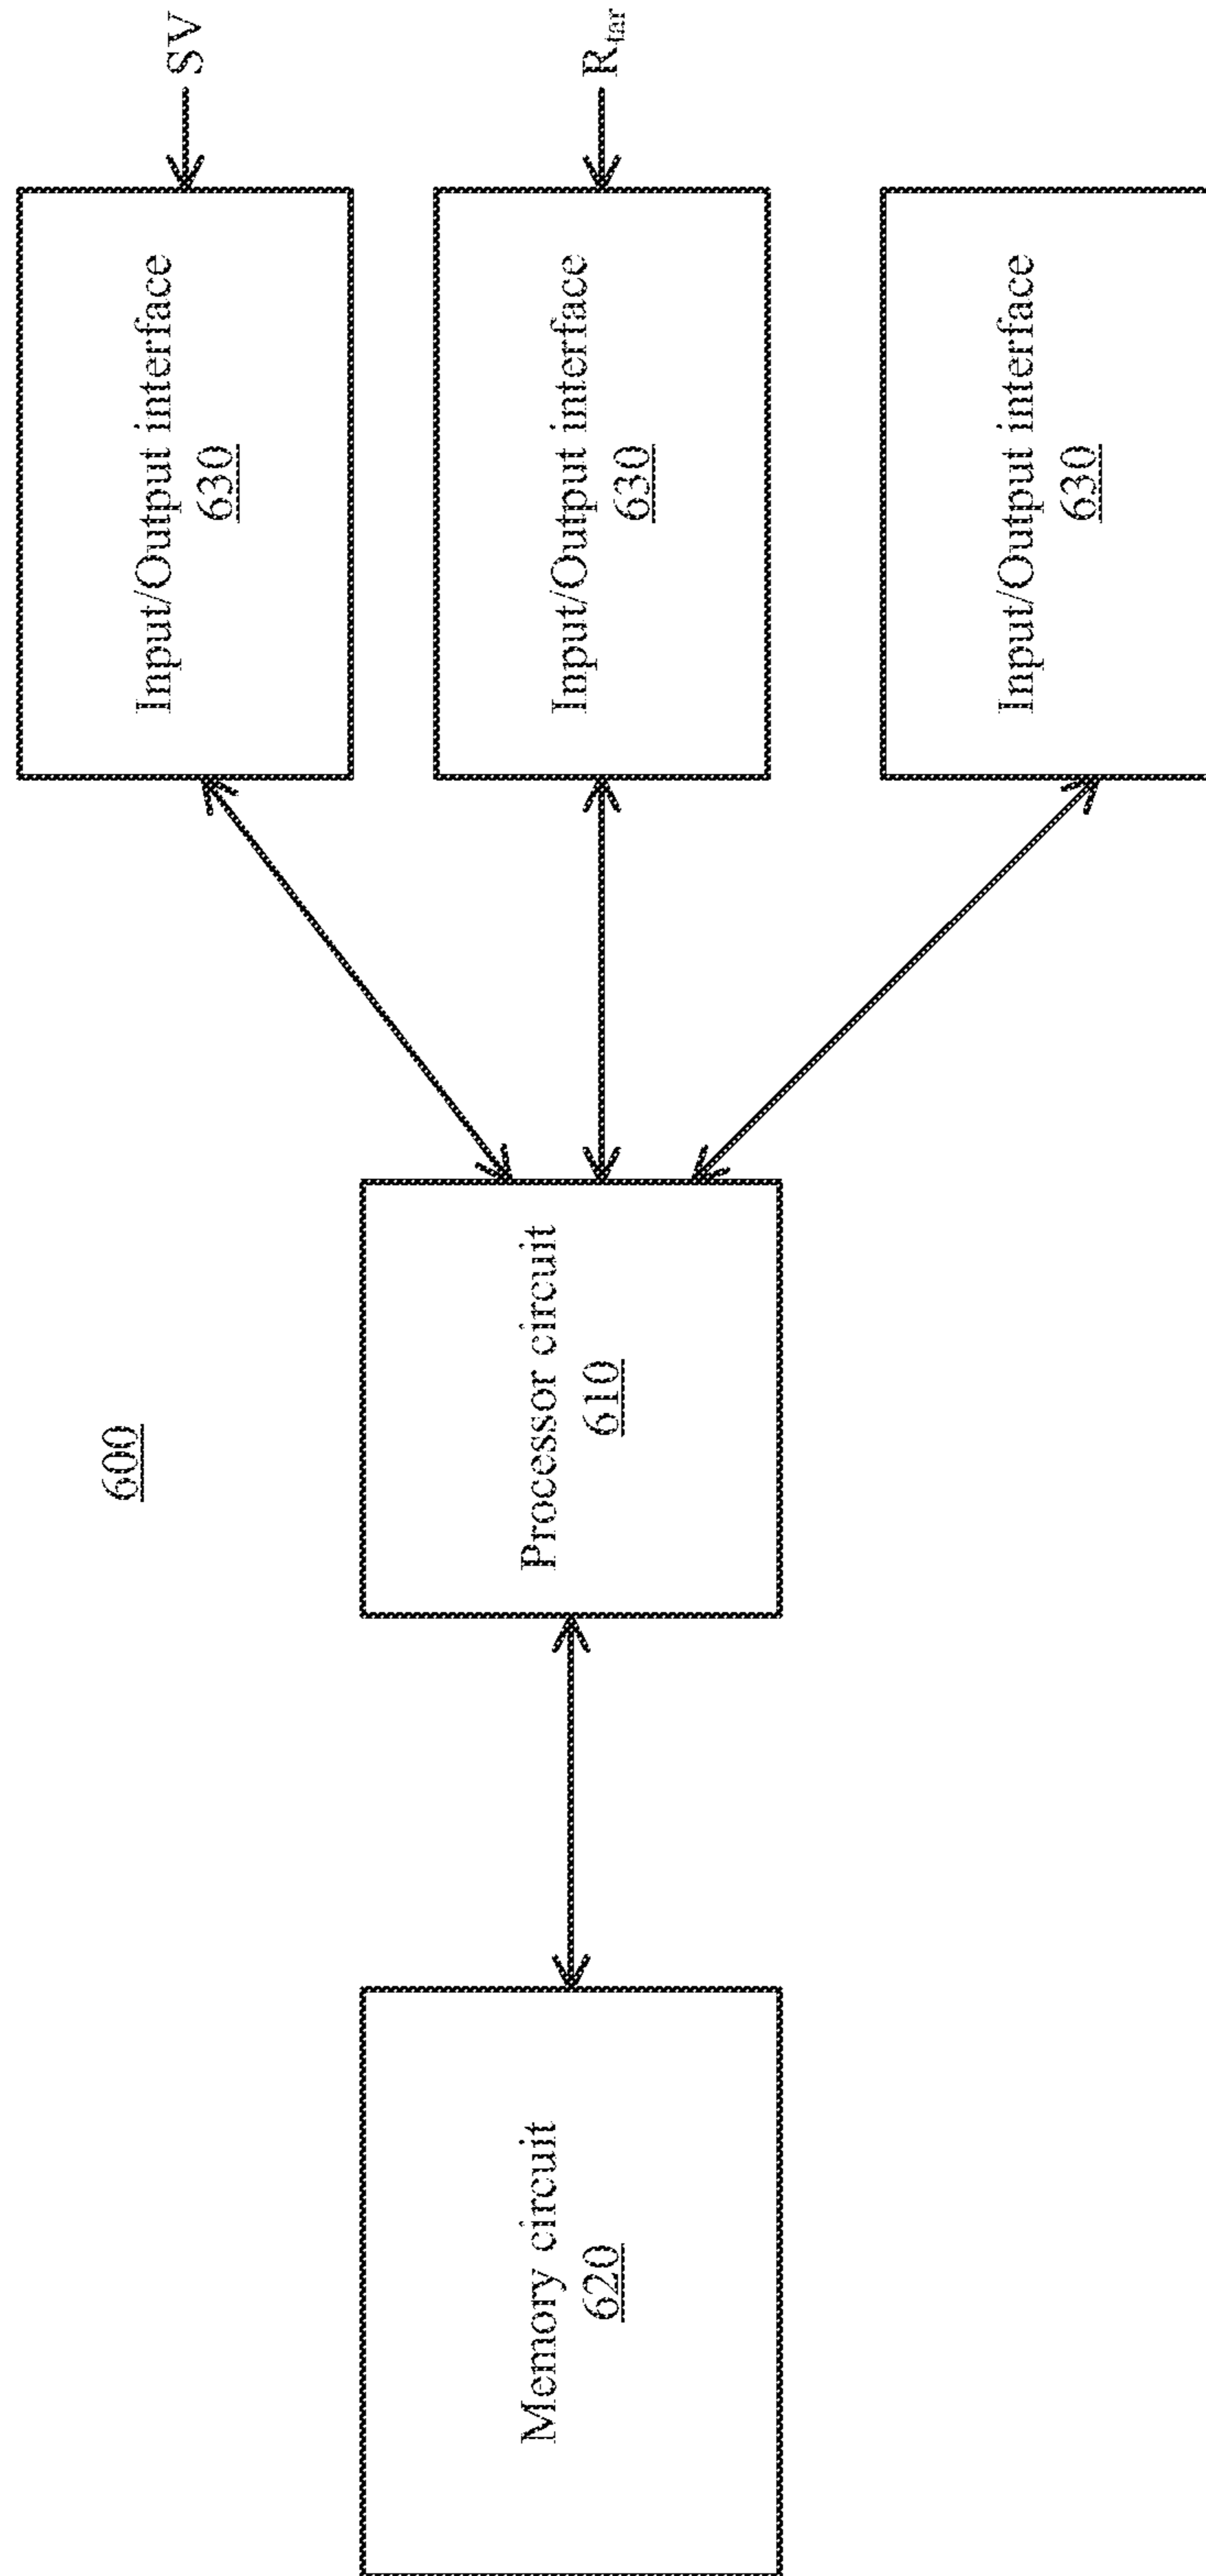 600
Memory circuit
620
Processor circuit
610
Input/Output interface
630
SV
Input/Output interface
630
R_tar
Input/Output interface
630